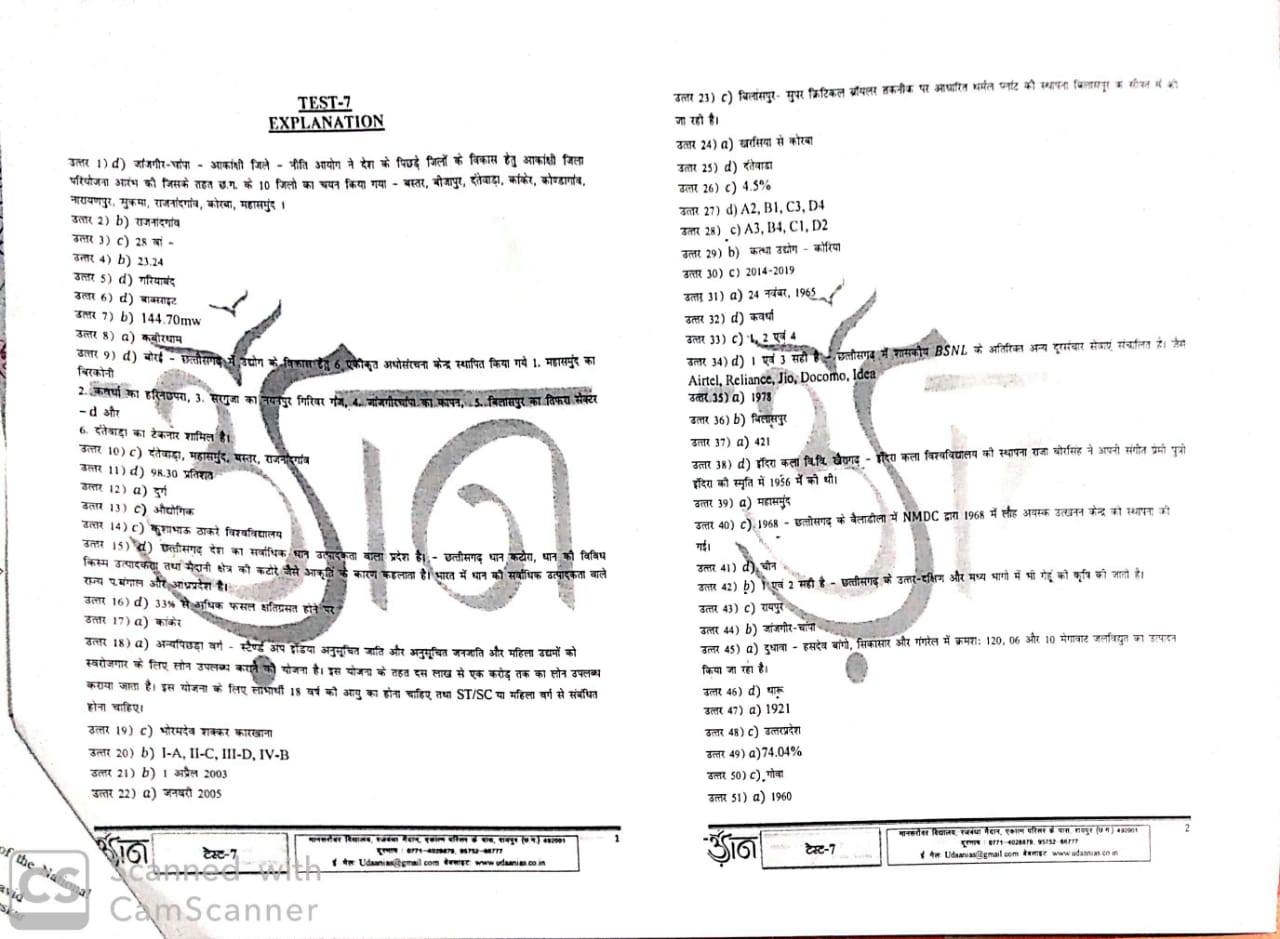 TEST-7
EXPLANATION
उत्तर 1) d) जांजगीर-चांपा - आकांक्षी जिले - नीति आयोग ने देश के पिछड़े जिलों के विकास हेतु आकांक्षी जिला
परियोजना आरंभ की जिसके तहत छ.ग. के 10 जिलो का चयन किया गया - बस्तर, बीजापुर, दंतेवाड़ा, कांकेर, कोण्डागांव,
नारायणपुर, सुकमा, राजनांदगांव, कोरबा, महासमुंद ।
उत्तर 2) b) राजनांदगांव
उत्तर 3) c) 28 वां -
उत्तर 4) b) 23.24
उत्तर 5) d) गरियाबंद
उत्तर 6) d) बाक्साइट
उत्तर 7) b) 144.70mw
उत्तर 8) a) कबीरधाम
उत्तर 9) d) बोरई - छत्तीसगढ़ में उद्योग के विकास हेतु 6 एकीकृत अधोसंरचना केन्द्र स्थापित किया गये 1. महासमुंद का
बिरकोनी
2. कवर्धा का हरिनछपरा, 3. सरगुजा का नयनपुर गिरिवर गंज, 4. जांजगीरचांपा का कापन, 5. बिलासपुर का तिफरा सेक्टर
-d और
6. दंतेवाड़ा का टेकनार शामिल है।
उत्तर 10) c) दंतेवाड़ा, महासमुंद, बस्तर, राजनांदगांव
उत्तर 11) d) 98.30 प्रतिशत
उत्तर 12) a) दुर्ग
उत्तर 13) c) औद्योगिक
उत्तर 14) c) कुशाभाऊ ठाकरे विश्वविद्यालय
उत्तर 15) d) छत्तीसगढ़ देश का सर्वाधिक धान उत्पादकता वाला प्रदेश है। - छत्तीसगढ़ धान कटोरा, धान की विविध
किस्म उत्पादकता तथा मैदानी क्षेत्र की कटोरे जैसे आकृति के कारण कहलाता है। भारत में धान की सर्वाधिक उत्पादकता वाले
राज्य प.बंगाल और आंध्रप्रदेश है।
उत्तर 16) d) 33% से अधिक फसल क्षतिग्रसत होने पर
उत्तर 17) a) कांकेर
उत्तर 18) a) अन्यपिछड़ा वर्ग - स्टैण्ड अप इंडिया अनुसूचित जाति और अनुसूचित जनजाति और महिला उद्यमों को
स्वरोजगार के लिए लोन उपलब्ध कराने की योजना है। इस योजना के तहत दस लाख से एक करोड़ तक का लोन उपलब्ध
कराया जाता है। इस योजना के लिए लाभार्थी 18 वर्ष की आयु का होना चाहिए तथा ST/SC या महिला वर्ग से संबंधित
होना चाहिए।
उत्तर 19) c) भोरमदेव शक्कर कारखाना
उत्तर 20) b) I-A, II-C, III-D, IV-B
उत्तर 21) b) 1 अप्रैल 2003
उत्तर 22) a) जनवरी 2005
उड़ान
टेस्ट-7
मानसरोवर विद्यालय, रजबंधा मैदान, एकात्म परिसर के पास, रायपुर (छ.ग.) 492001
दूरभाष : 0771-4028879, 95752-66777
ई मैलः Udaanias@gmail.com वेबसाइटः www.udaanias.co.in
1
उत्तर 23) c) बिलासपुर- सुपर क्रिटिकल बॉयलर तकनीक पर आधारित थर्मल प्लांट की स्थापना बिलासपुर के सीपत में की
जा रही है।
उत्तर 24) a) खरसिया से कोरबा
उत्तर 25) d) दंतेवाडा
उत्तर 26) c) 4.5%
उत्तर 27) d) A2, B1, C3, D4
उत्तर 28) c) A3, B4, C1, D2
उत्तर 29) b) कत्था उद्योग - कोरिया
उत्तर 30) c) 2014-2019
उत्तर 31) a) 24 नवंबर, 1965
उत्तर 32) d) कवर्धा
उत्तर 33) c) 1, 2 एवं 4
उत्तर 34) d) 1 एवं 3 सही है - छत्तीसगढ़ में शासकीय BSNL के अतिरिक्त अन्य दूरसंचार सेवाएं संचालित है। जैसे
Airtel, Reliance, Jio, Docomo, Idea
उत्तर 35) a) 1978
उत्तर 36) b) बिलासपुर
उत्तर 37) a) 421
उत्तर 38) d) इंदिरा कला वि.वि. खैरागढ़ - इंदिरा कला विश्वविद्यालय की स्थापना राजा बीरसिंह ने अपनी संगीत प्रेमी पुत्री
इंदिरा की स्मृति में 1956 में की थी।
उत्तर 39) a) महासमुंद
उत्तर 40) c) 1968 - छत्तीसगढ़ के बैलाडीला में NMDC द्वारा 1968 में लौह अयस्क उत्खनन केन्द्र की स्थापना की
गई।
उत्तर 41) d) चीन
उत्तर 42) b) 1 एवं 2 सही है - छत्तीसगढ़ के उत्तर-दक्षिण और मध्य भागो में भी गेहूं की कृषि की जाती है।
उत्तर 43) c) रायपुर
उत्तर 44) b) जांजगीर-चांपा
उत्तर 45) a) दुधावा - हसदेव बांगो, सिकासार और गंगरेल में क्रमशः 120, 06 और 10 मेगावाट जलविद्युत का उत्पादन
किया जा रहा है।
उत्तर 46) d) थारू
उत्तर 47) a) 1921
उत्तर 48) c) उत्तरप्रदेश
उत्तर 49) a)74.04%
उत्तर 50) c) गोवा
उत्तर 51) a) 1960
उड़ान
टेस्ट-7
मानसरोवर विद्यालय, रजबंधा मैदान, एकात्म परिसर के पास, रायपुर (छ.ग.) 492001
दूरभाष : 0771-4028879, 95752-66777
ई मैलः Udaanias@gmail.com वेबसाइटः www.udaanias.co.in
2
of the National
CS Scanned with
CamScanner